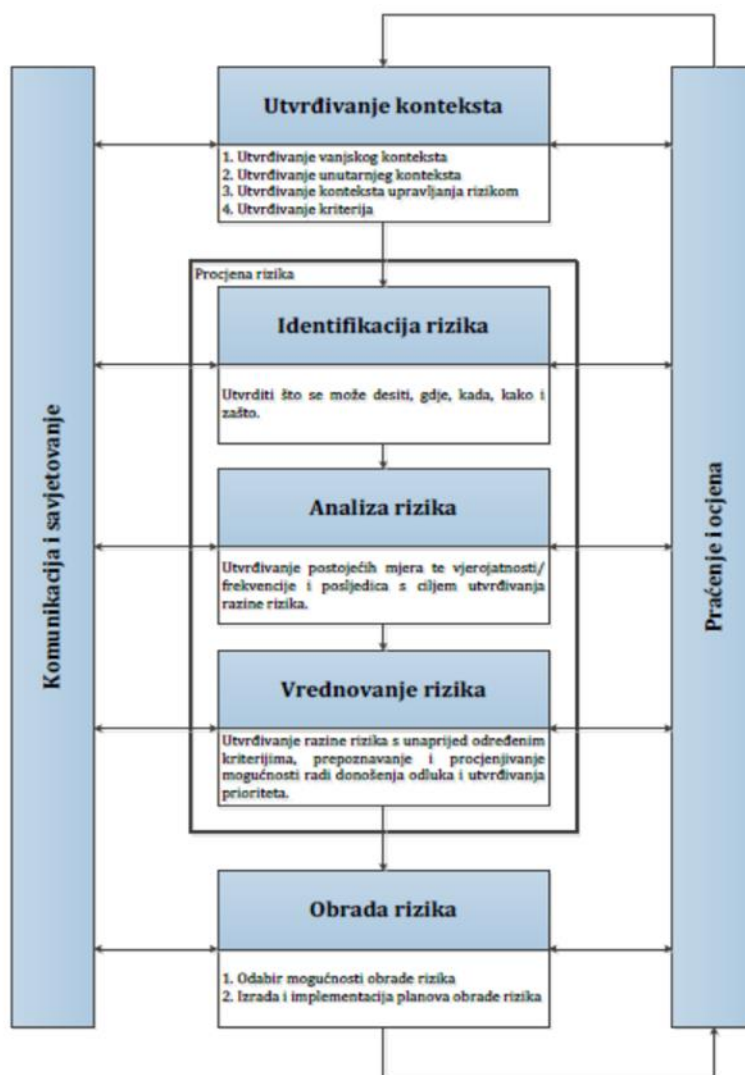 Utvrđivanje konteksta
1. Utvrđivanje vanjskog konteksta
2. Utvrđivanje unutarnjeg konteksta
3. Utvrđivanje konteksta upravljanja rizikom
4. Utvrđivanje kriterija
Procjena rizika
Identifikacija rizika
Utvrditi što se može desiti, gdje, kada, kako i
zašto.
Analiza rizika
Utvrđivanje postojećih mjera te vjerojatnosti/
frekvencije i posljedica s ciljem utvrđivanja
razine rizika.
Vrednovanje rizika
Utvrđivanje razine rizika s unaprijed određenim
kriterijima, prepoznavanje i procjenjivanje
mogućnosti radi donošenja odluka i utvrđivanja
prioriteta.
Obrada rizika
1. Odabir mogućnosti obrade rizika
2. Izrada i implementacija planova obrade rizika
Komunikacija i savjetovanje
Praćenje i ocjena